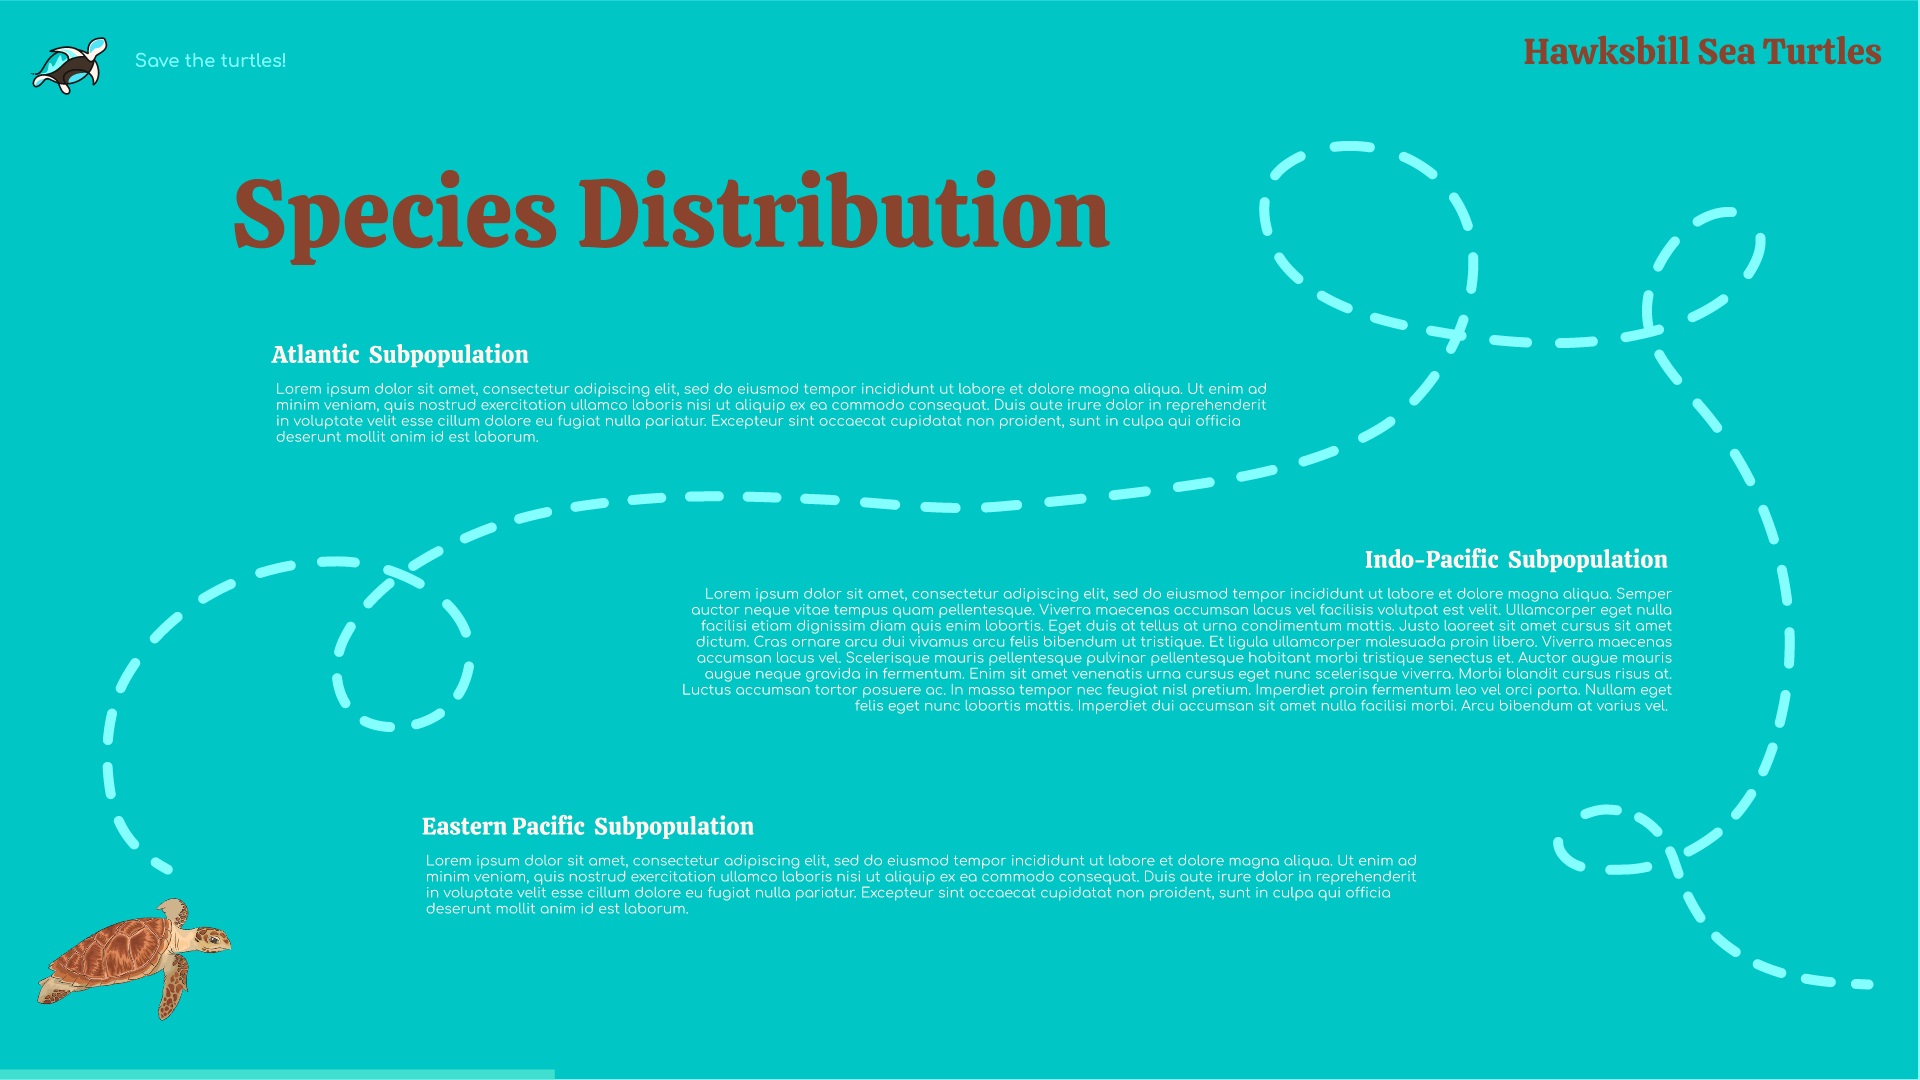 Save the turtles!
Hawksbill Sea Turtles
Species Distribution
Atlantic Subpopulation
Lorem ipsum dolor sit amet, consectetur adipiscing elit, sed do eiusmod tempor incididunt ut labore et dolore magna aliqua. Ut enim ad
minim veniam, quis nostrud exercitation ullamco laboris nisi ut aliquip ex ea commodo consequat. Duis aute irure dolor in reprehenderit
in voluptate velit esse cillum dolore eu fugiat nulla pariatur. Excepteur sint occaecat cupidatat non proident, sunt in culpa qui officia
deserunt mollit anim id est laborum.
Indo-Pacific Subpopulation
Lorem ipsum dolor sit amet, consectetur adipiscing elit, sed do eiusmod tempor incididunt ut labore et dolore magna aliqua. Semper
auctor neque vitae tempus quam pellentesque. Viverra maecenas accumsan lacus vel facilisis volutpat est velit. Ullamcorper eget nulla
facilisi etiam dignissim diam quis enim lobortis. Eget duis at tellus at urna condimentum mattis. Justo laoreet sit amet cursus sit amet
dictum. Cras ornare arcu dui vivamus arcu felis bibendum ut tristique. Et ligula ullamcorper malesuada proin libero. Viverra maecenas
accumsan lacus vel. Scelerisque mauris pellentesque pulvinar pellentesque habitant morbi tristique senectus et. Auctor augue mauris
augue neque gravida in fermentum. Enim sit amet venenatis urna cursus eget nunc scelerisque viverra. Morbi blandit cursus risus at.
Luctus accumsan tortor posuere ac. In massa tempor nec feugiat nisl pretium. Imperdiet proin fermentum leo vel orci porta. Nullam eget
felis eget nunc lobortis mattis. Imperdiet dui accumsan sit amet nulla facilisi morbi. Arcu bibendum at varius vel.
Eastern Pacific Subpopulation
Lorem ipsum dolor sit amet, consectetur adipiscing elit, sed do eiusmod tempor incididunt ut labore et dolore magna aliqua. Ut enim ad
minim veniam, quis nostrud exercitation ullamco laboris nisi ut aliquip ex ea commodo consequat. Duis aute irure dolor in reprehenderit
in voluptate velit esse cillum dolore eu fugiat nulla pariatur. Excepteur sint occaecat cupidatat non proident, sunt in culpa qui officia
deserunt mollit anim id est laborum.